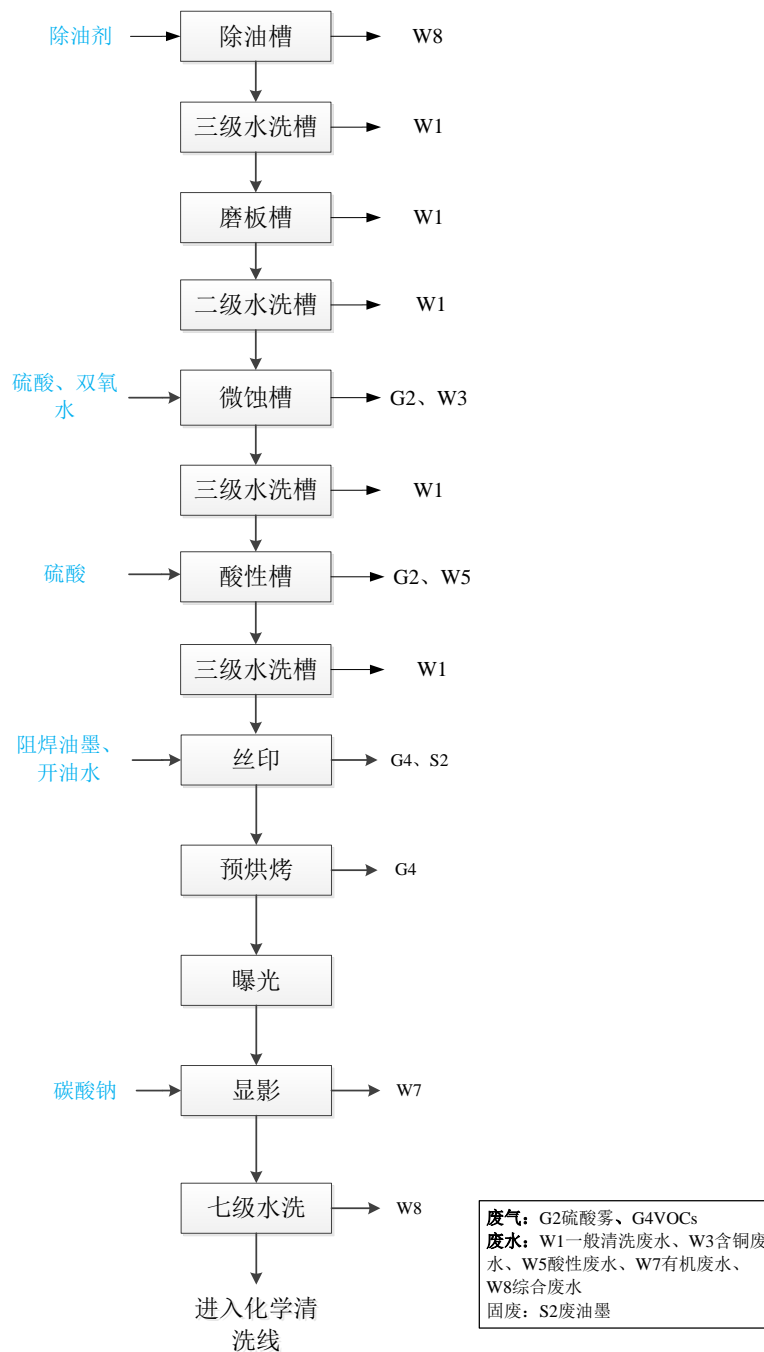 除油剂
除油槽
W8
三级水洗槽
W1
磨板槽
W1
二级水洗槽
W1
硫酸、双氧
水
微蚀槽
G2、W3
三级水洗槽
W1
硫酸
酸性槽
G2、W5
三级水洗槽
W1
阻焊油墨、
开油水
丝印
G4、S2
预烘烤
G4
曝光
碳酸钠
显影
W7
七级水洗
W8
进入化学清
洗线
废气：G2硫酸雾、G4VOCs
废水：W1一般清洗废水、W3含铜废
水、W5酸性废水、W7有机废水、
W8综合废水
固废：S2废油墨